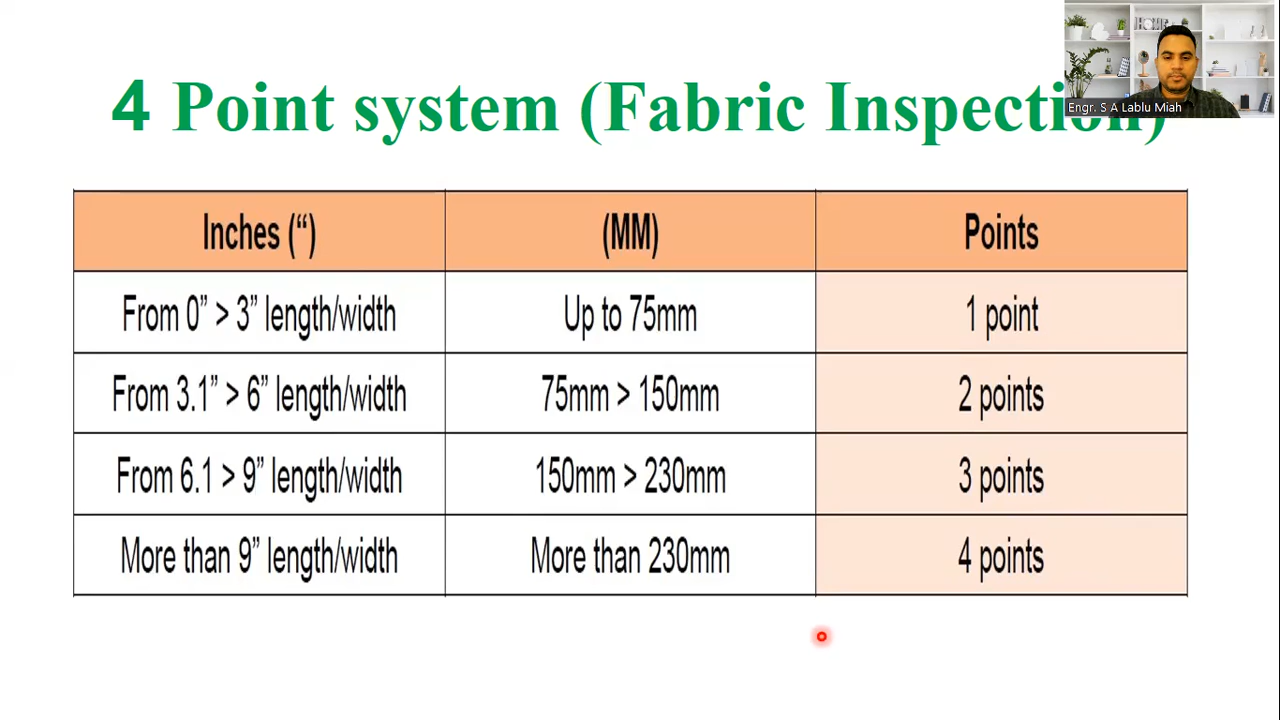 4 Point system (Fabric Inspection)
Engr. S A Lablu Miah
Inches (“) (MM) Points
From 0” > 3” length/width Up to 75mm 1 point
From 3.1” > 6” length/width 75mm > 150mm 2 points
From 6.1 > 9” length/width 150mm > 230mm 3 points
More than 9” length/width More than 230mm 4 points